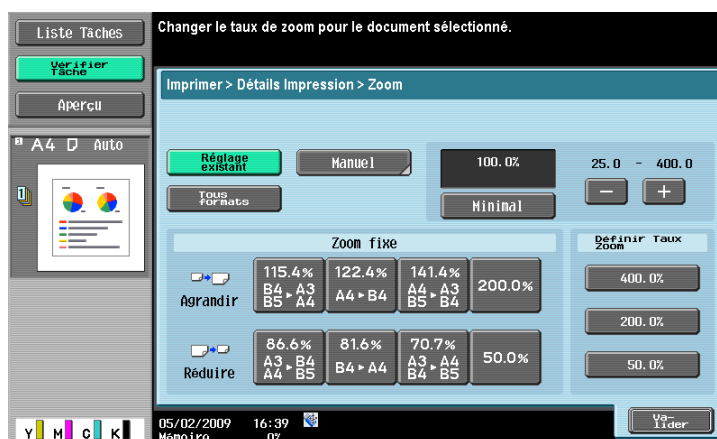 Liste Tâches
Vérifier
Tâche
Aperçu
A4 Auto
1
Changer le taux de zoom pour le document sélectionné.
Imprimer > Détails Impression > Zoom
Réglage
existant
Manuel
Tous
formats
100.0%
Minimal
25.0 - 400.0
− +
Zoom fixe
Agrandir
115.4%
B4 ▸ A3
B5 ▸ A4
122.4%
A4 ▸ B4
141.4%
A4 ▸ A3
B5 ▸ B4
200.0%
Réduire
86.6%
A3 ▸ B4
A4 ▸ B5
81.6%
B4 ▸ A4
70.7%
A3 ▸ A4
B4 ▸ B5
50.0%
Définir Taux
Zoom
400.0%
200.0%
50.0%
Y M C K
05/02/2009 16:39
Mémoire 0%
Va-
lider